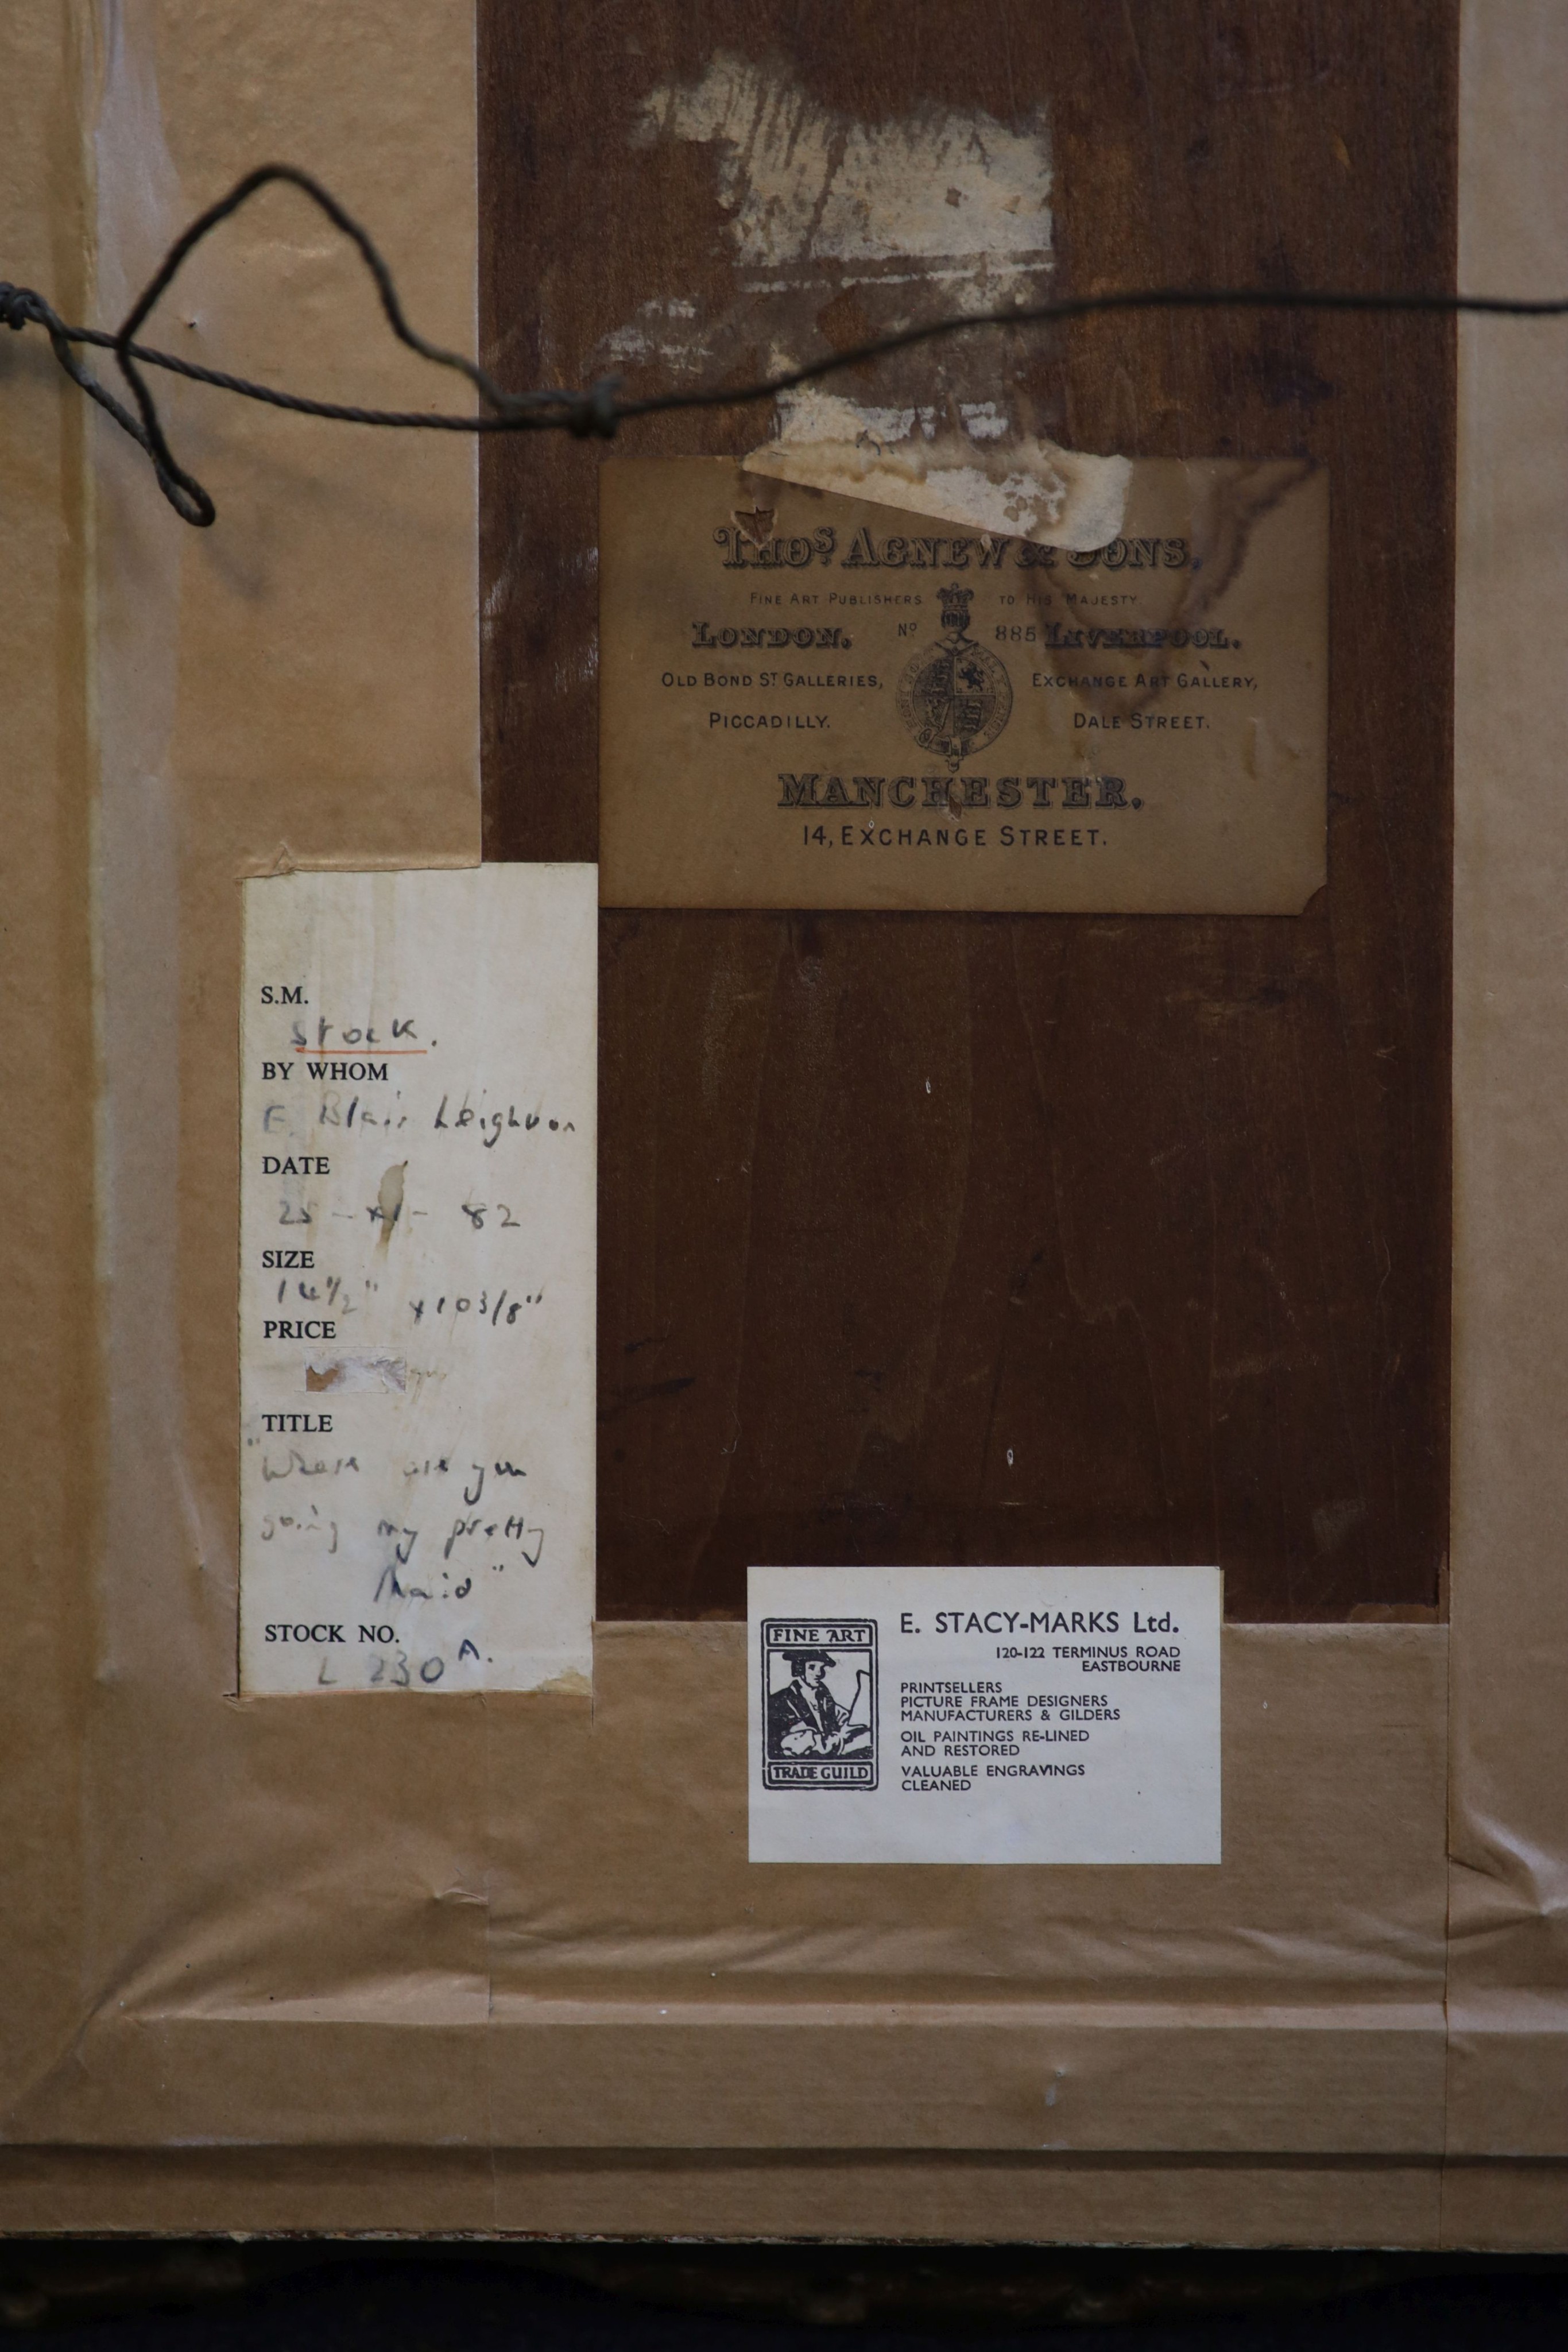 THOS. AGNEW & SONS,
FINE ART PUBLISHERS TO HIS MAJESTY
LONDON. No 885 LIVERPOOL.
OLD BOND ST. GALLERIES, EXCHANGE ART GALLERY,
PICCADILLY. DALE STREET.
MANCHESTER.
14, EXCHANGE STREET.
S.M.
Stock.
BY WHOM
E. Blair Leighton
DATE
25 - XI - 82
SIZE
14 1/2" x 10 3/8"
PRICE
TITLE
"Where are you
going my pretty
Maid"
STOCK NO.
L 230 A.
FINE ART
TRADE GUILD
E. STACY-MARKS Ltd.
120-122 TERMINUS ROAD
EASTBOURNE
PRINTSELLERS
PICTURE FRAME DESIGNERS
MANUFACTURERS & GILDERS
OIL PAINTINGS RE-LINED
AND RESTORED
VALUABLE ENGRAVINGS
CLEANED